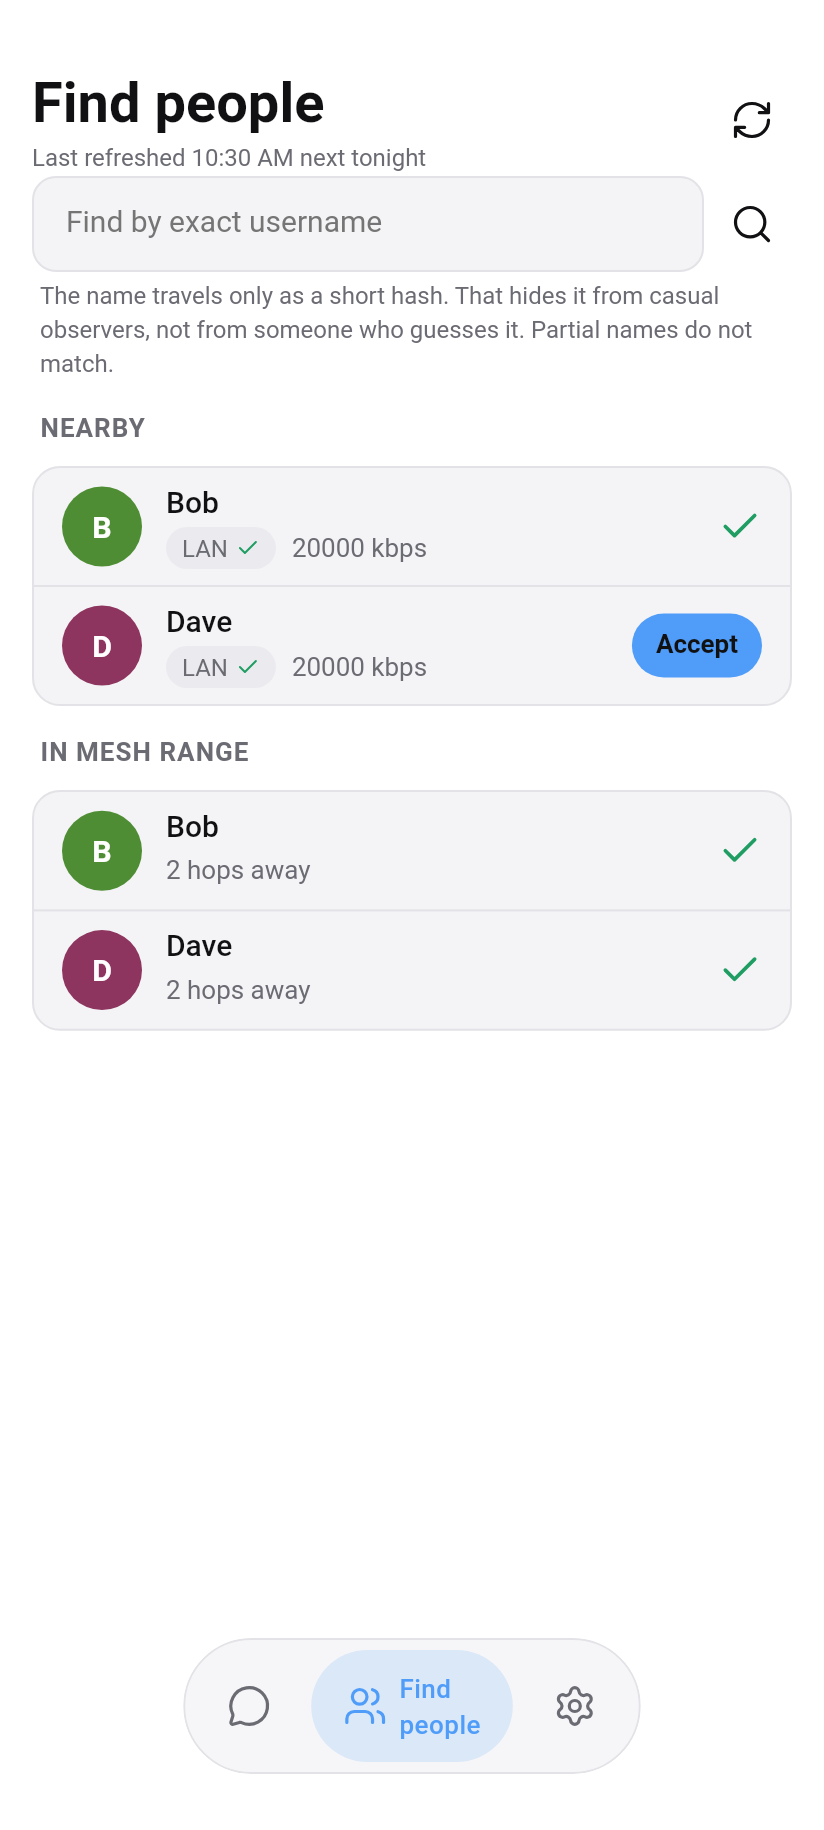 Find people
Last refreshed 10:30 AM next tonight
Find by exact username
The name travels only as a short hash. That hides it from casual
observers, not from someone who guesses it. Partial names do not
match.
NEARBY
B
Bob
LAN
20000 kbps
D
Dave
LAN
20000 kbps
Accept
IN MESH RANGE
B
Bob
2 hops away
D
Dave
2 hops away
Find
people